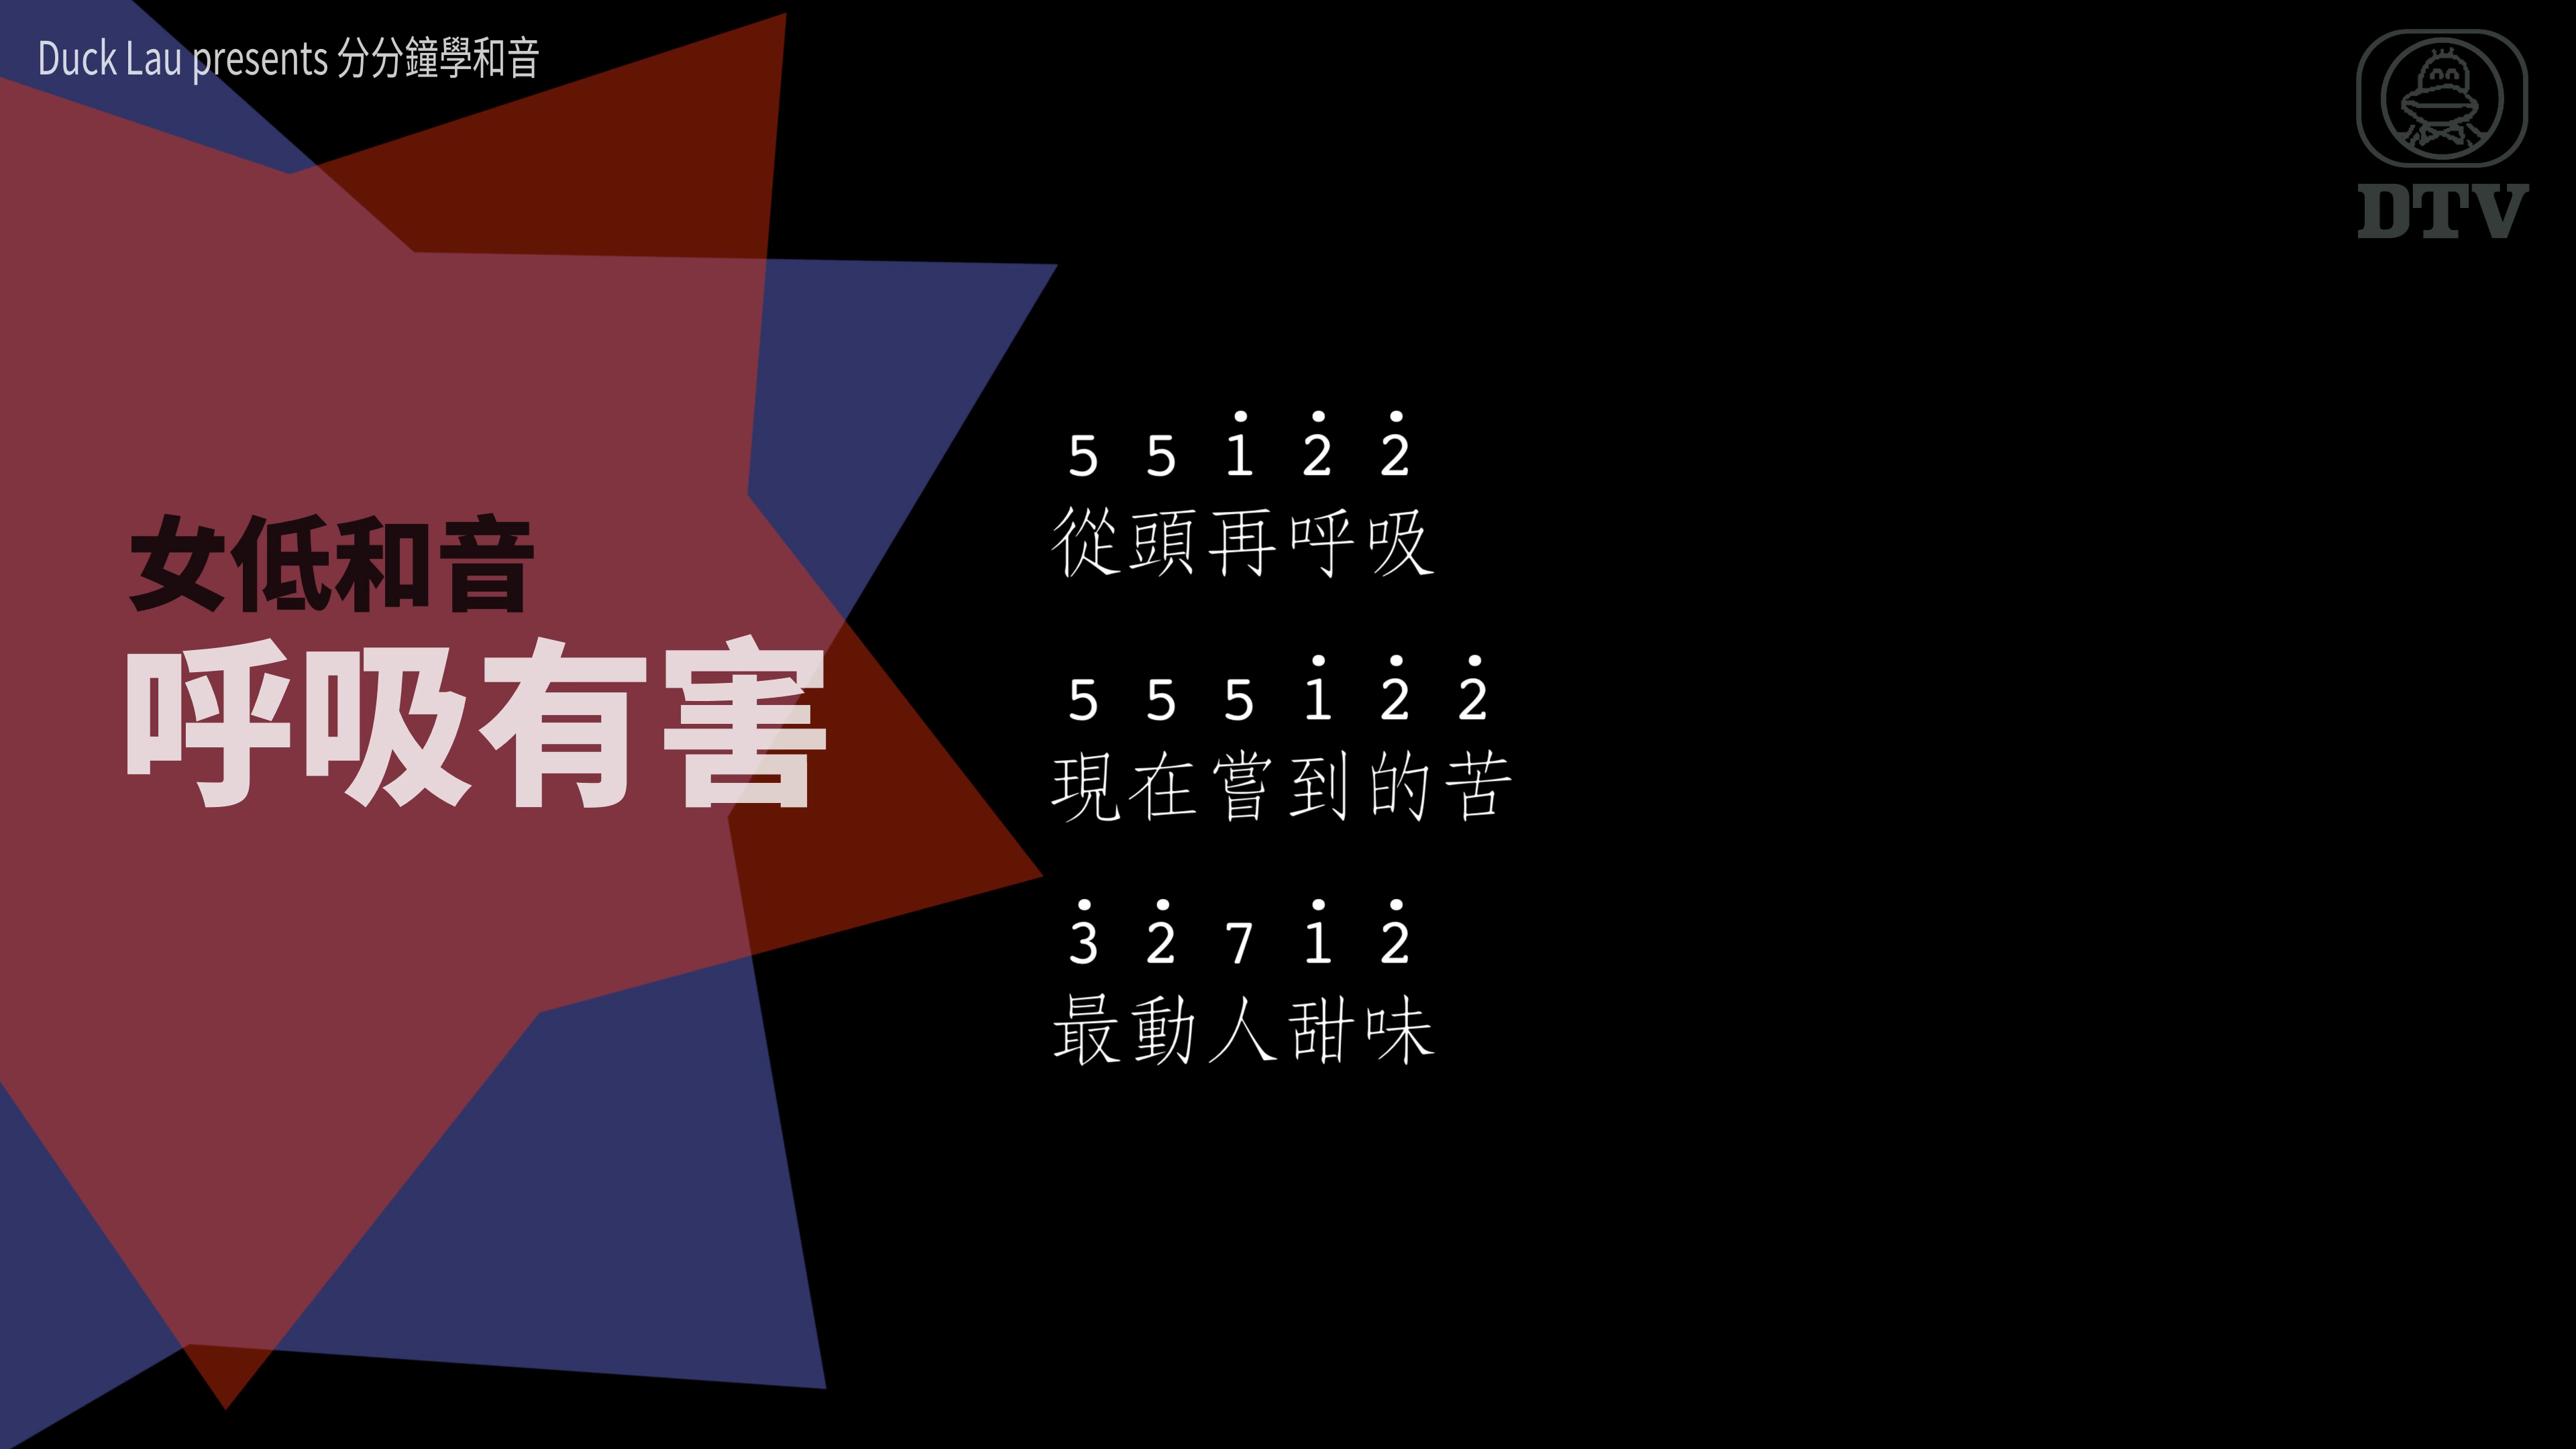 Duck Lau presents 分分鐘學和音
DTV
女低和音
呼吸有害
5 5 1̇ 2̇ 2̇
從頭再呼吸
5 5 5 1̇ 2̇ 2̇
現在嘗到的苦
3̇ 2̇ 7 1̇ 2̇
最動人甜味